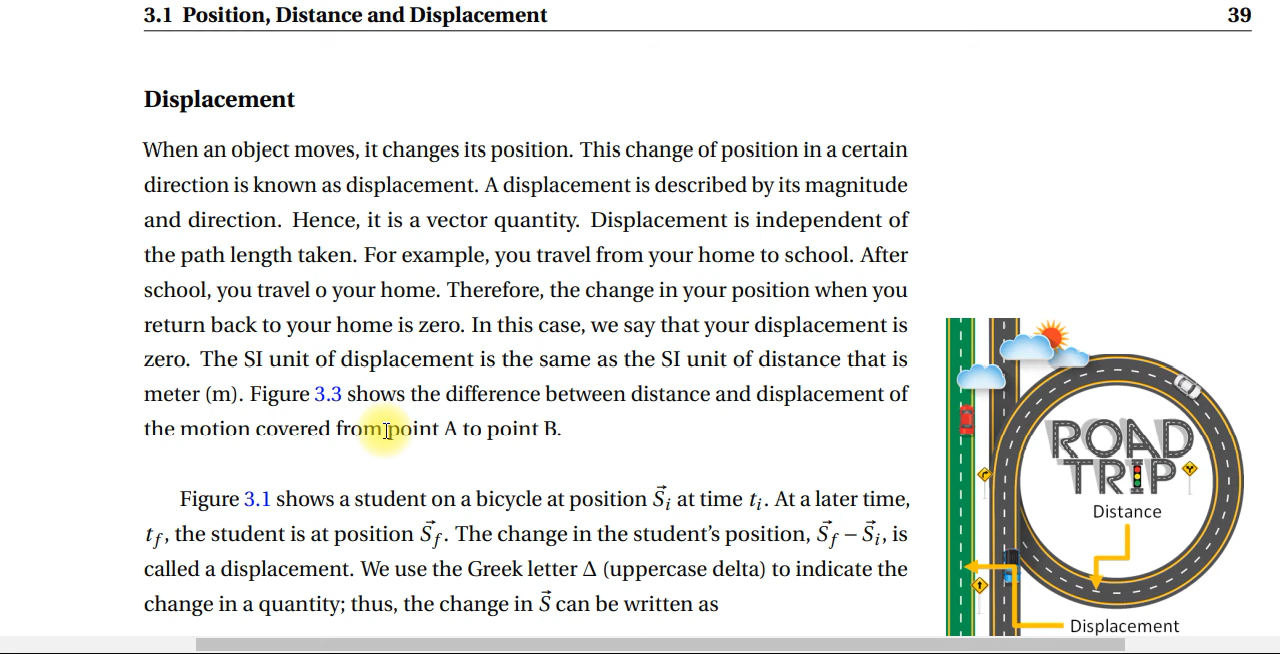 3.1 Position, Distance and Displacement 39
Displacement
When an object moves, it changes its position. This change of position in a certain
direction is known as displacement. A displacement is described by its magnitude
and direction. Hence, it is a vector quantity. Displacement is independent of
the path length taken. For example, you travel from your home to school. After
school, you travel o your home. Therefore, the change in your position when you
return back to your home is zero. In this case, we say that your displacement is
zero. The SI unit of displacement is the same as the SI unit of distance that is
meter (m). Figure 3.3 shows the difference between distance and displacement of
the motion covered from point A to point B.
Figure 3.1 shows a student on a bicycle at position S⃗ᵢ at time tᵢ. At a later time,
t_f, the student is at position S⃗_f. The change in the student's position, S⃗_f − S⃗ᵢ, is
called a displacement. We use the Greek letter Δ (uppercase delta) to indicate the
change in a quantity; thus, the change in S⃗ can be written as
ROAD
TRIP
Distance
Displacement